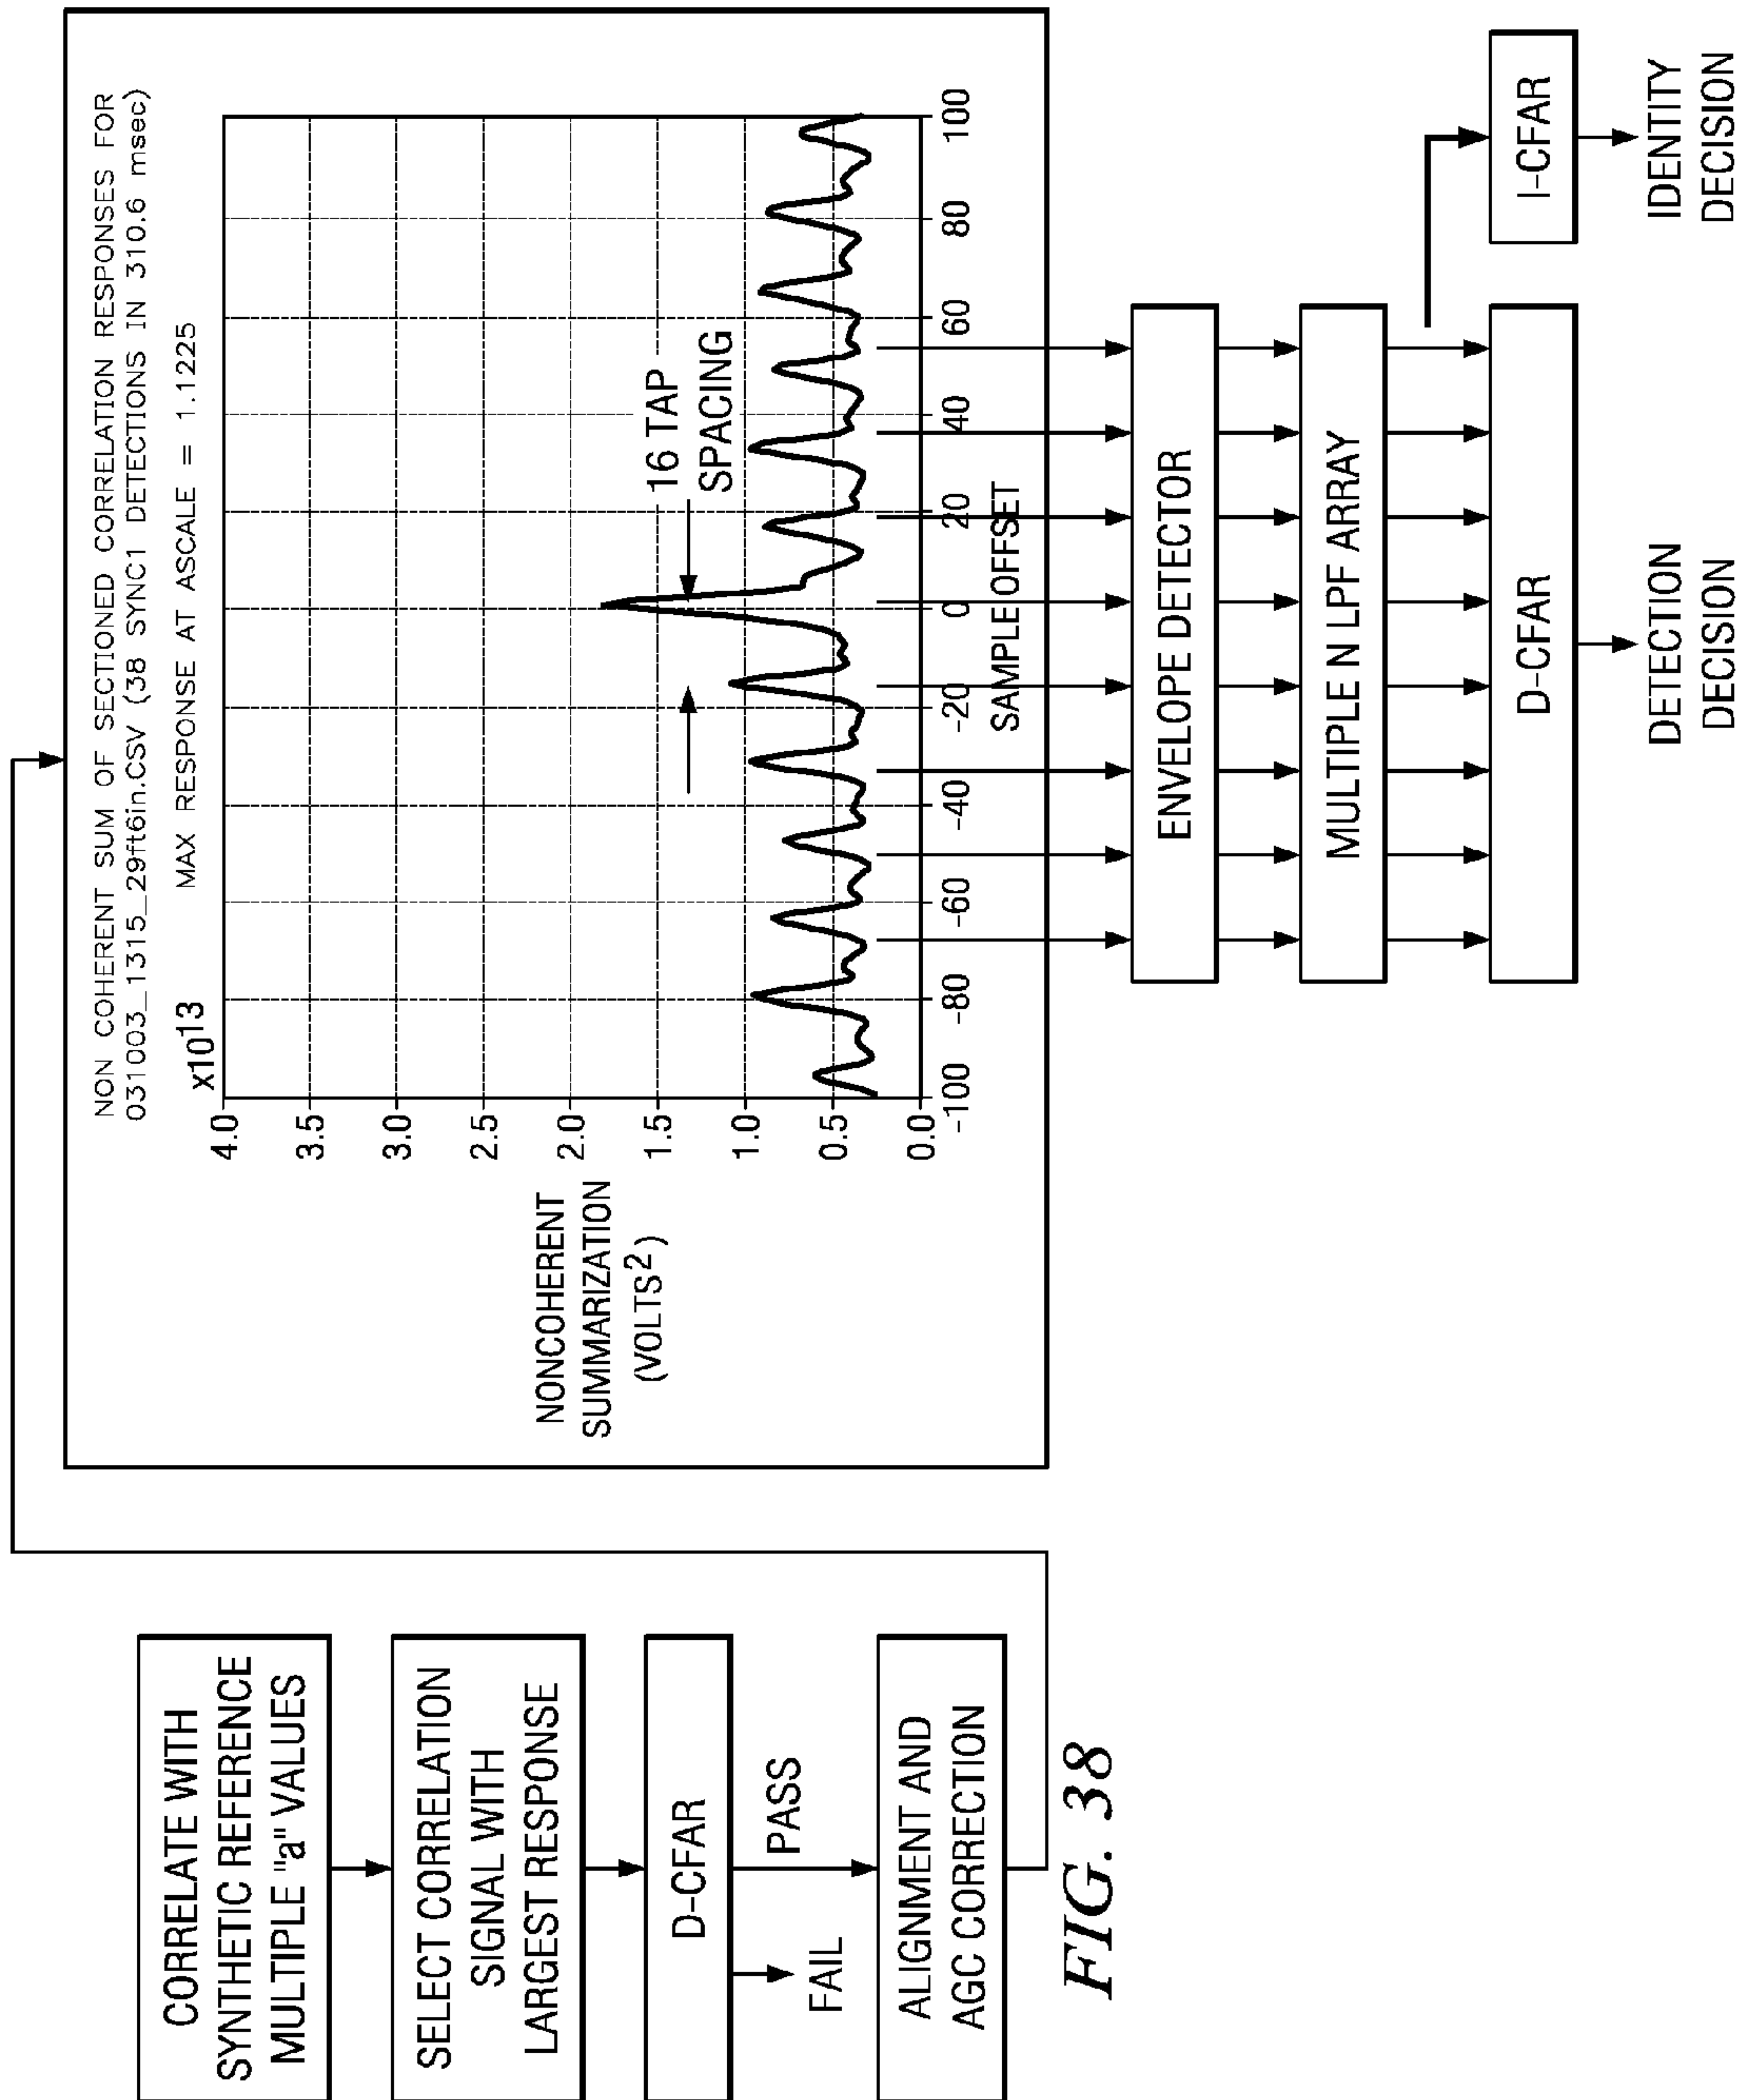 CORRELATE WITH
SYNTHETIC REFERENCE
MULTIPLE "a" VALUES
SELECT CORRELATION
SIGNAL WITH
LARGEST RESPONSE
D-CFAR
FAIL
PASS
ALIGNMENT AND
AGC CORRECTION
FIG. 38
NON COHERENT SUM OF SECTIONED CORRELATION RESPONSES FOR
031003_1315_29ft6in.CSV (38 SYNC1 DETECTIONS IN 310.6 msec)
MAX RESPONSE AT ASCALE = 1.1225
x10^13
4.0
3.5
3.0
2.5
2.0
1.5
1.0
0.5
0.0
NONCOHERENT
SUMMARIZATION
(VOLTS^2)
16 TAP
SPACING
-100 -80 -60 -40 -20 0 20 40 60 80 100
SAMPLE OFFSET
ENVELOPE DETECTOR
MULTIPLE N LPF ARRAY
D-CFAR
I-CFAR
DETECTION
DECISION
IDENTITY
DECISION